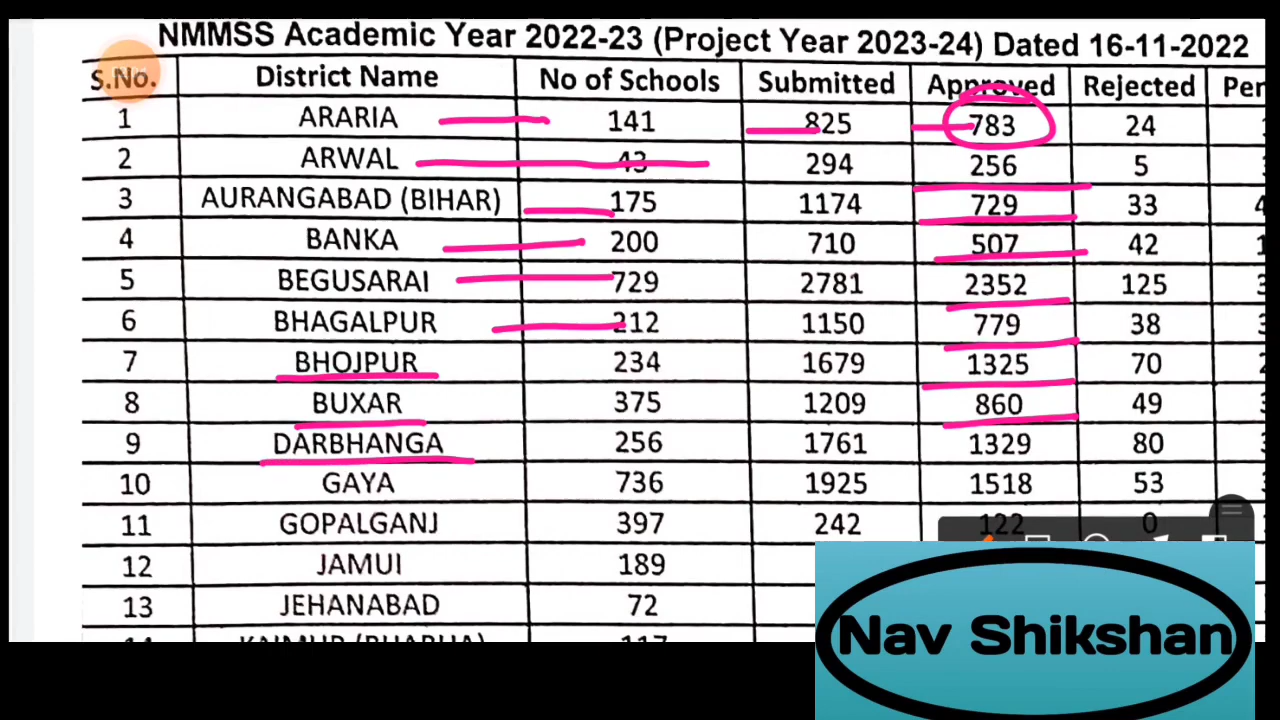 NMMSS Academic Year 2022-23 (Project Year 2023-24) Dated 16-11-2022
S.No. District Name No of Schools Submitted Approved Rejected
1 ARARIA 141 825 783 24
2 ARWAL 43 294 256 5
3 AURANGABAD (BIHAR) 175 1174 729 33
4 BANKA 200 710 507 42
5 BEGUSARAI 729 2781 2352 125
6 BHAGALPUR 212 1150 779 38
7 BHOJPUR 234 1679 1325 70
8 BUXAR 375 1209 860 49
9 DARBHANGA 256 1761 1329 80
10 GAYA 736 1925 1518 53
11 GOPALGANJ 397 242 122 0
12 JAMUI 189
13 JEHANABAD 72
Nav Shikshan